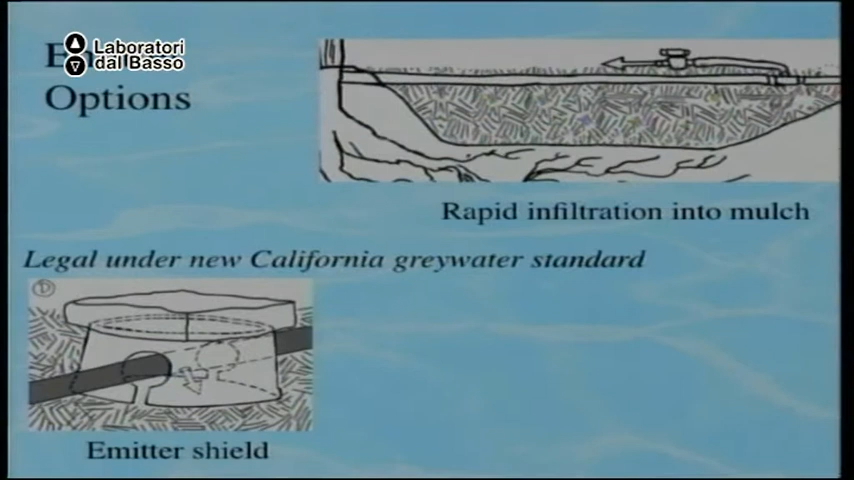 Laboratori
dal Basso
Options
Rapid infiltration into mulch
Legal under new California greywater standard
Emitter shield